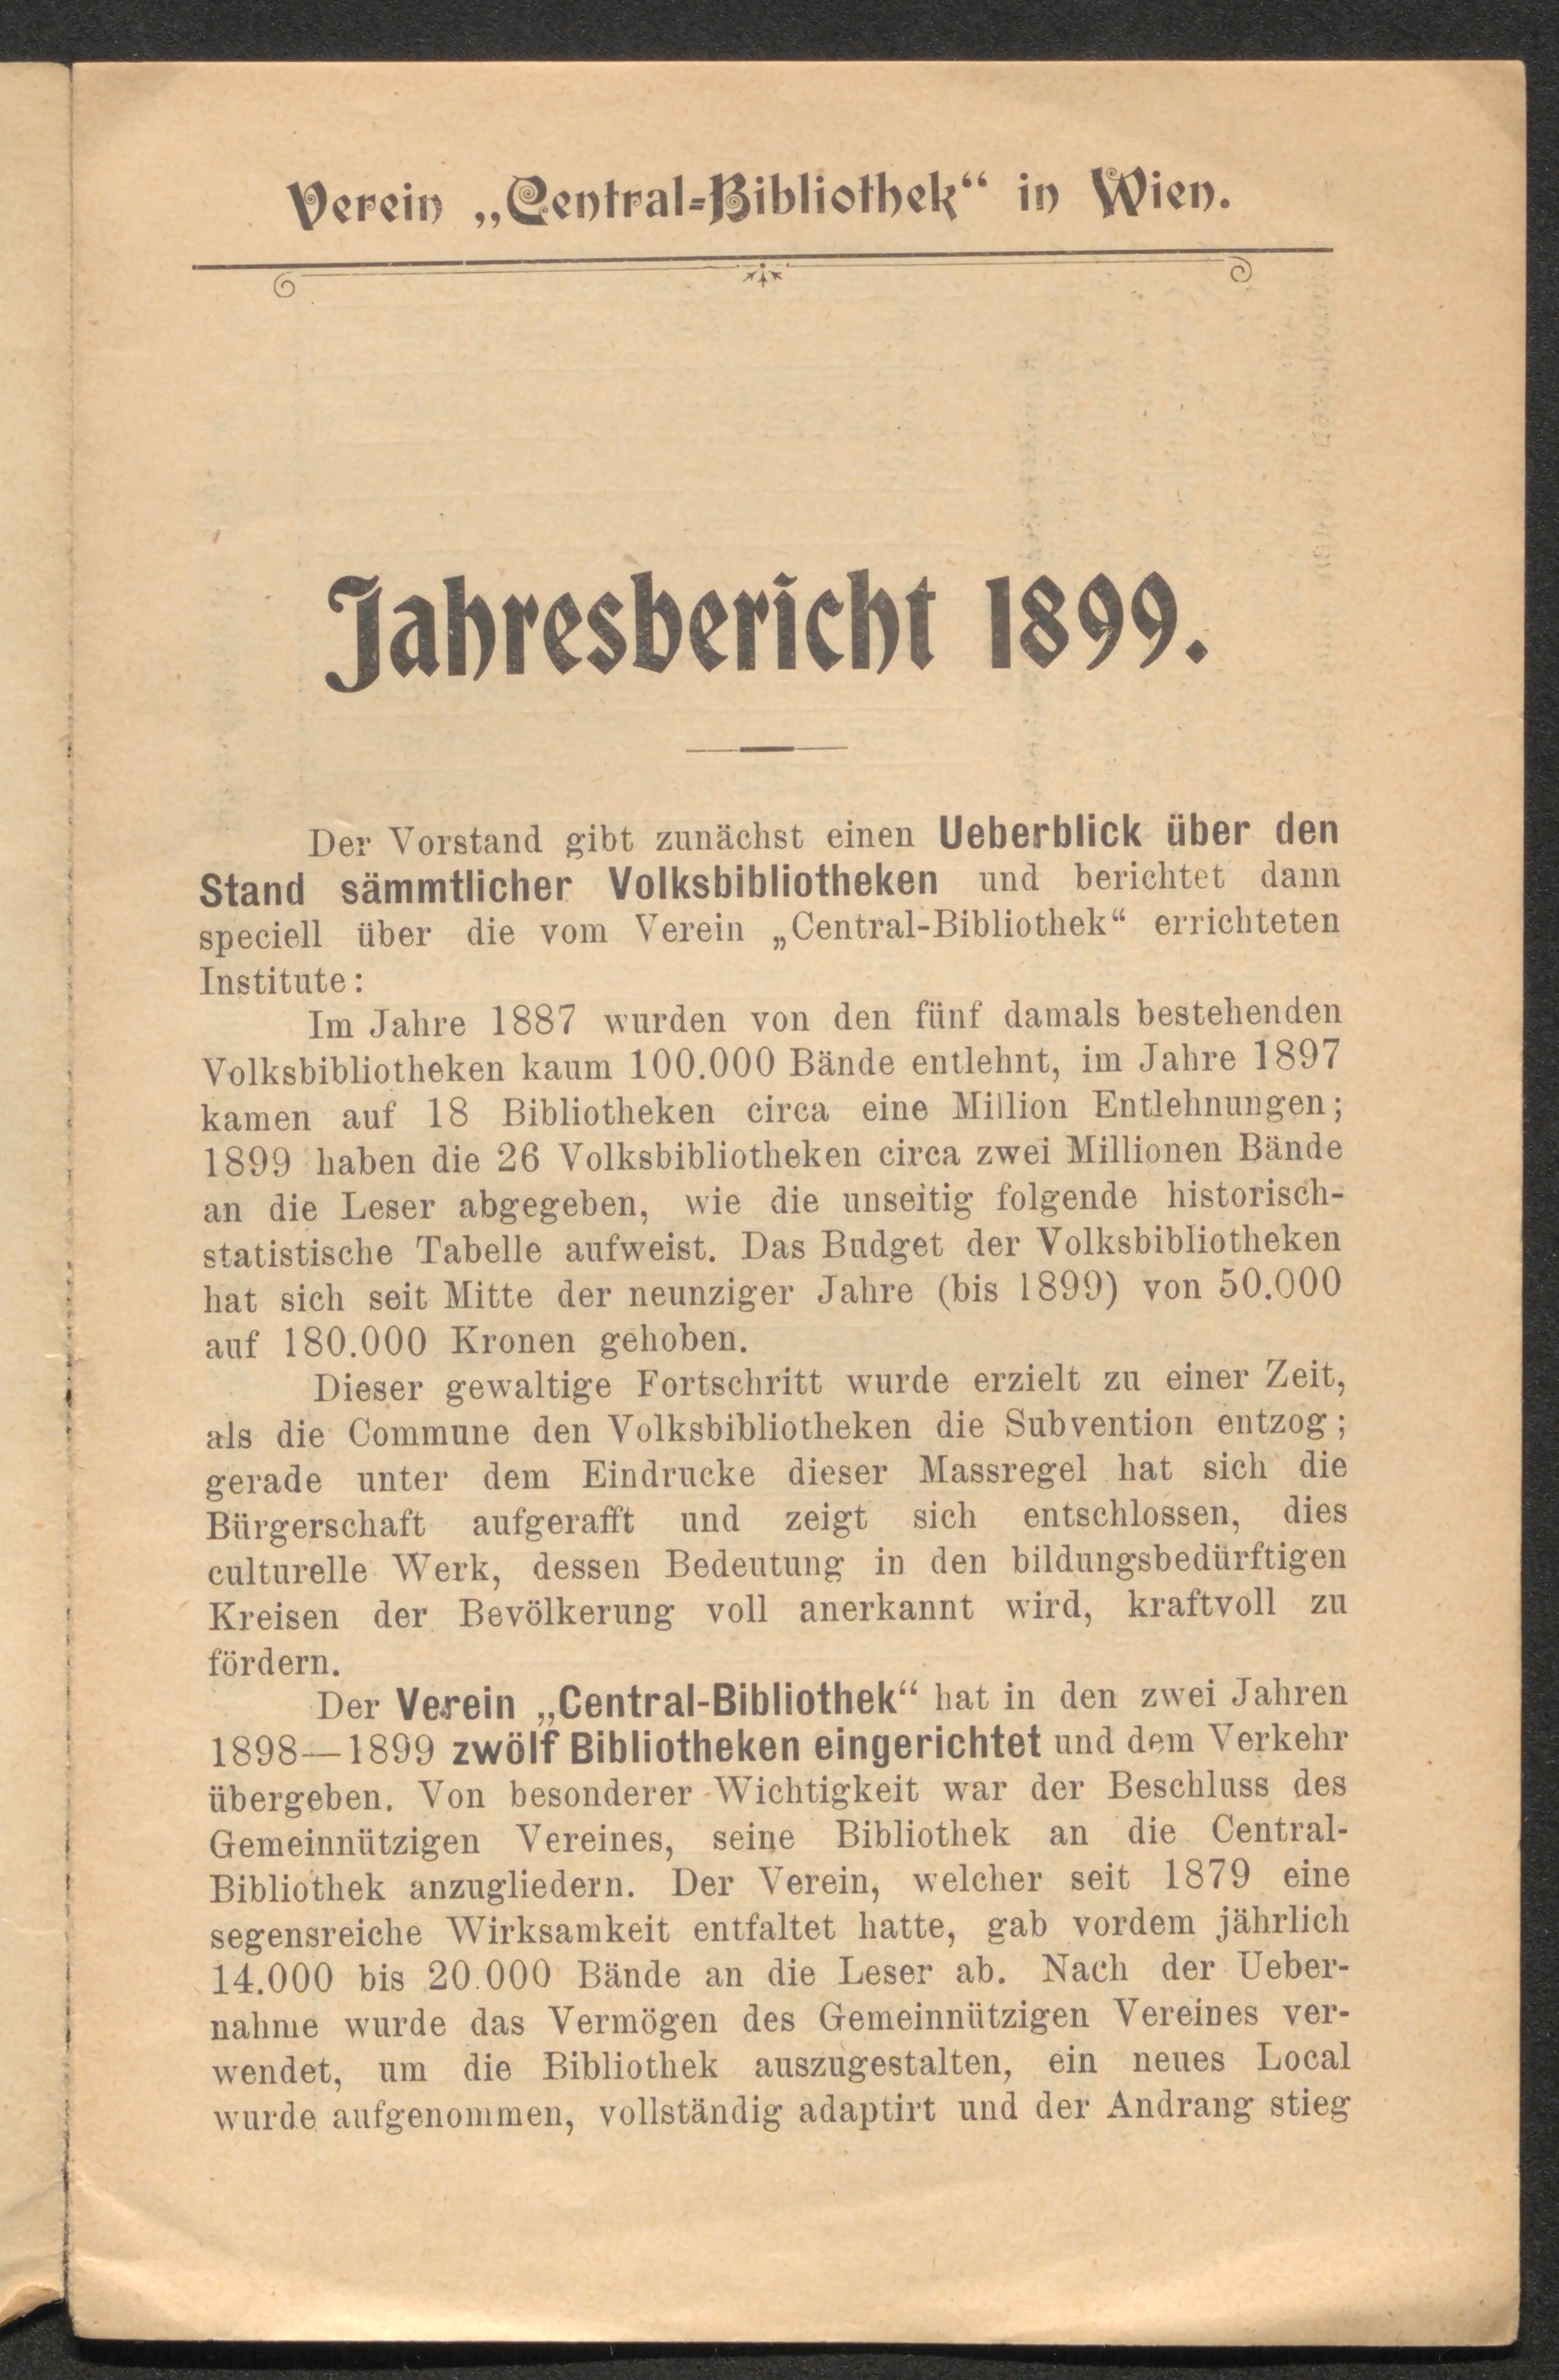 Verein „Central-Bibliothek“ in Wien.
Jahresbericht 1899.
Der Vorstand gibt zunächst einen Ueberblick über den
Stand sämmtlicher Volksbibliotheken und berichtet dann
speciell über die vom Verein „Central-Bibliothek“ errichteten
Institute:
Im Jahre 1887 wurden von den fünf damals bestehenden
Volksbibliotheken kaum 100.000 Bände entlehnt, im Jahre 1897
kamen auf 18 Bibliotheken circa eine Million Entlehnungen;
1899 haben die 26 Volksbibliotheken circa zwei Millionen Bände
an die Leser abgegeben, wie die unseitig folgende historisch-
statistische Tabelle aufweist. Das Budget der Volksbibliotheken
hat sich seit Mitte der neunziger Jahre (bis 1899) von 50.000
auf 180.000 Kronen gehoben.
Dieser gewaltige Fortschritt wurde erzielt zu einer Zeit,
als die Commune den Volksbibliotheken die Subvention entzog;
gerade unter dem Eindrucke dieser Massregel hat sich die
Bürgerschaft aufgerafft und zeigt sich entschlossen, dies
culturelle Werk, dessen Bedeutung in den bildungsbedürftigen
Kreisen der Bevölkerung voll anerkannt wird, kraftvoll zu
fördern.
Der Verein „Central-Bibliothek“ hat in den zwei Jahren
1898—1899 zwölf Bibliotheken eingerichtet und dem Verkehr
übergeben. Von besonderer Wichtigkeit war der Beschluss des
Gemeinnützigen Vereines, seine Bibliothek an die Central-
Bibliothek anzugliedern. Der Verein, welcher seit 1879 eine
segensreiche Wirksamkeit entfaltet hatte, gab vordem jährlich
14.000 bis 20.000 Bände an die Leser ab. Nach der Ueber-
nahme wurde das Vermögen des Gemeinnützigen Vereines ver-
wendet, um die Bibliothek auszugestalten, ein neues Local
wurde aufgenommen, vollständig adaptirt und der Andrang stieg